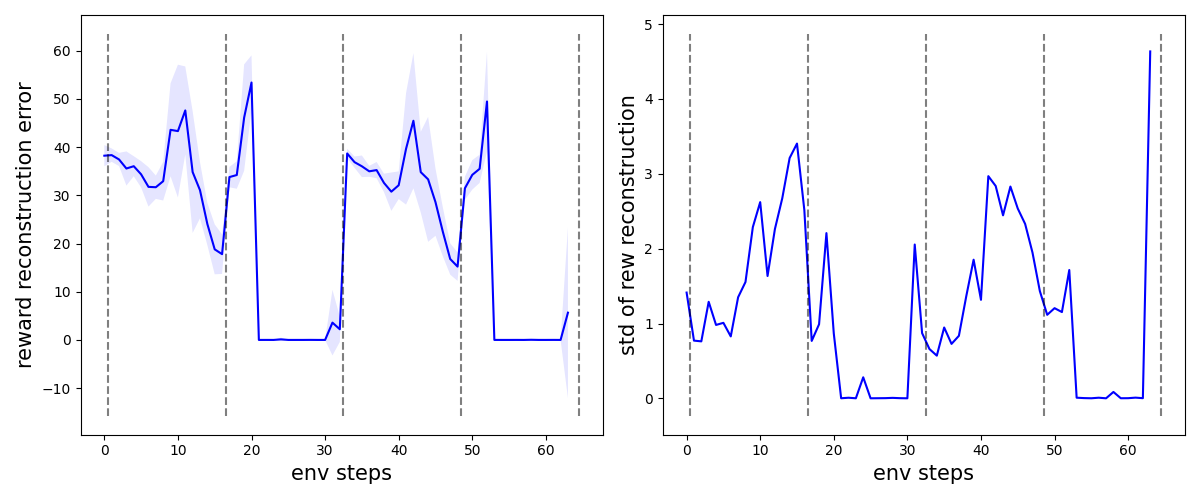 reward reconstruction error
60
50
40
30
20
10
0
−10
0 10 20 30 40 50 60
env steps
std of rew reconstruction
5
4
3
2
1
0
0 10 20 30 40 50 60
env steps